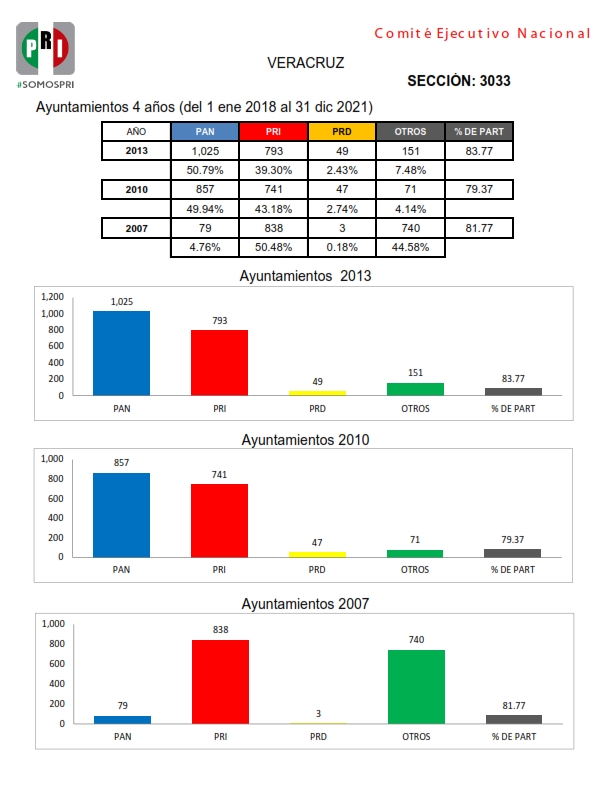 Comité Ejecutivo Nacional
PRI
#SOMOSPRI
VERACRUZ
SECCIÓN: 3033
Ayuntamientos 4 años (del 1 ene 2018 al 31 dic 2021)
AÑO PAN PRI PRD OTROS % DE PART
2013 1,025 793 49 151 83.77
50.79% 39.30% 2.43% 7.48%
2010 857 741 47 71 79.37
49.94% 43.18% 2.74% 4.14%
2007 79 838 3 740 81.77
4.76% 50.48% 0.18% 44.58%
Ayuntamientos 2013
1,200
1,000
800
600
400
200
0
1,025 793 49 151 83.77
PAN PRI PRD OTROS % DE PART
Ayuntamientos 2010
1,000
800
600
400
200
0
857 741 47 71 79.37
PAN PRI PRD OTROS % DE PART
Ayuntamientos 2007
1,000
800
600
400
200
0
79 838 3 740 81.77
PAN PRI PRD OTROS % DE PART